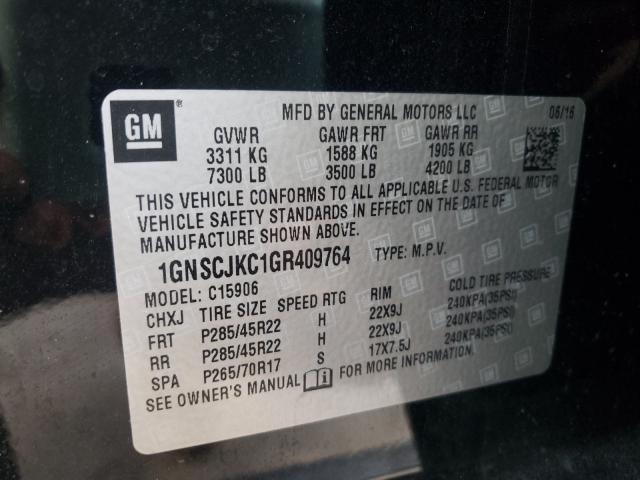 GM
MFD BY GENERAL MOTORS LLC 06/16
GVWR GAWR FRT GAWR RR
3311 KG 1588 KG 1905 KG
7300 LB 3500 LB 4200 LB
THIS VEHICLE CONFORMS TO ALL APPLICABLE U.S. FEDERAL MOTOR
VEHICLE SAFETY STANDARDS IN EFFECT ON THE DATE OF
MANUFACTURE SHOWN ABOVE.
1GNSCJKC1GR409764 TYPE: M.P.V.
MODEL: C15906
CHXJ TIRE SIZE SPEED RTG RIM COLD TIRE PRESSURE
FRT P285/45R22 H 22X9J 240KPA(35PSI)
RR P285/45R22 H 22X9J 240KPA(35PSI)
SPA P265/70R17 S 17X7.5J 240KPA(35PSI)
SEE OWNER'S MANUAL FOR MORE INFORMATION.